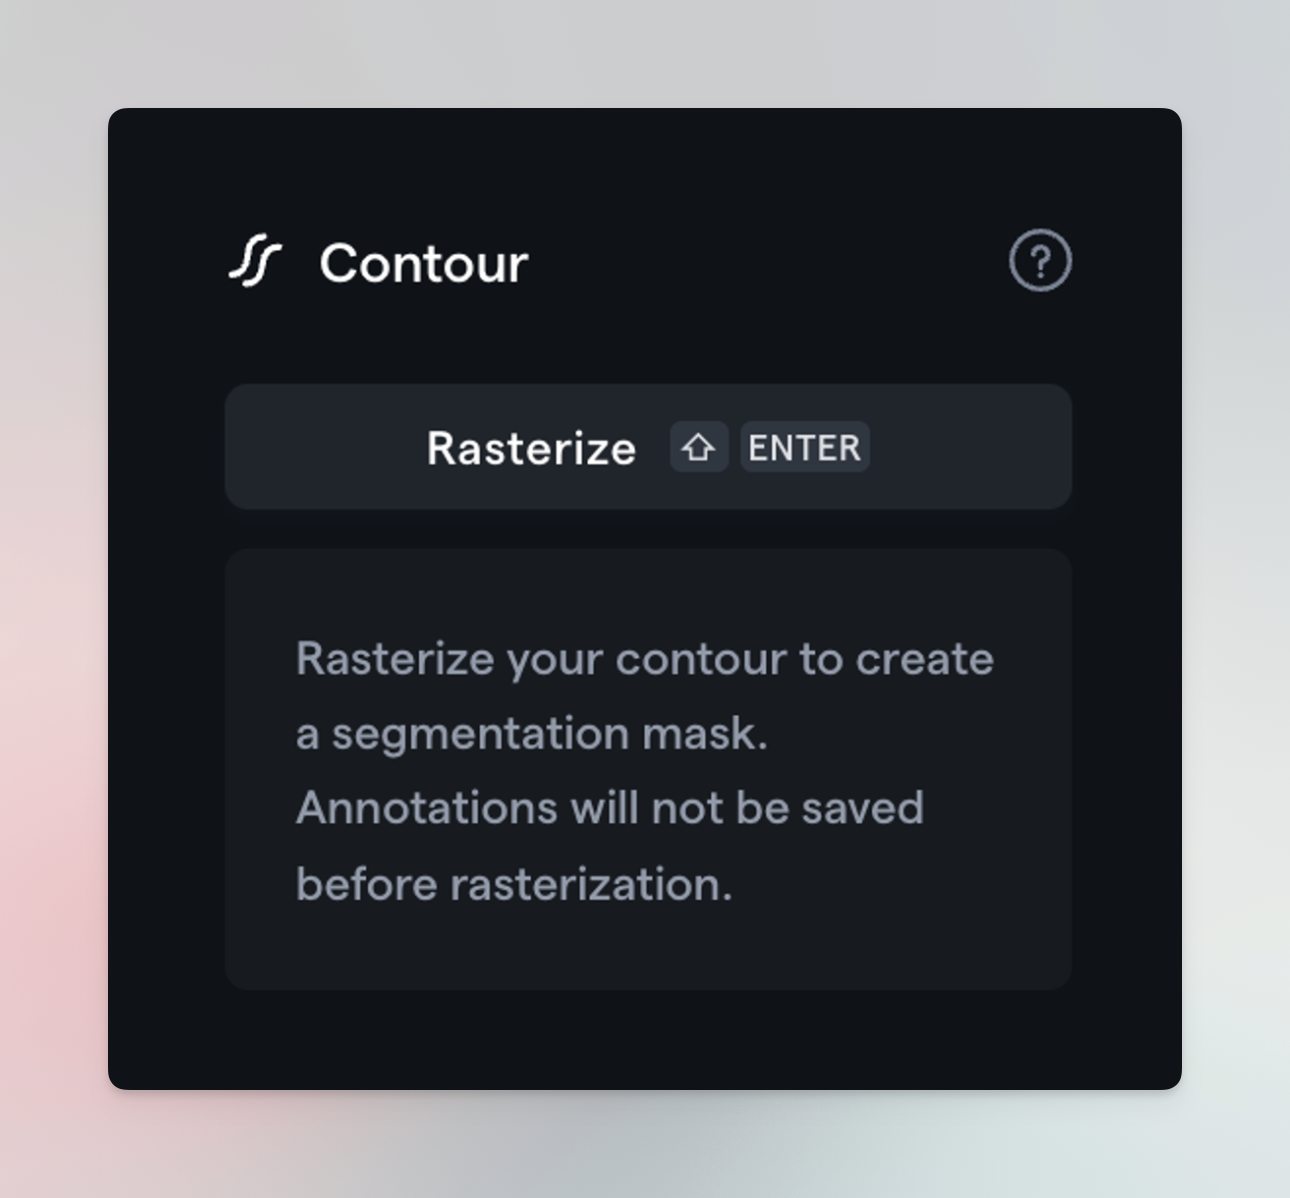 Contour
?
Rasterize ⇧ ENTER
Rasterize your contour to create
a segmentation mask.
Annotations will not be saved
before rasterization.